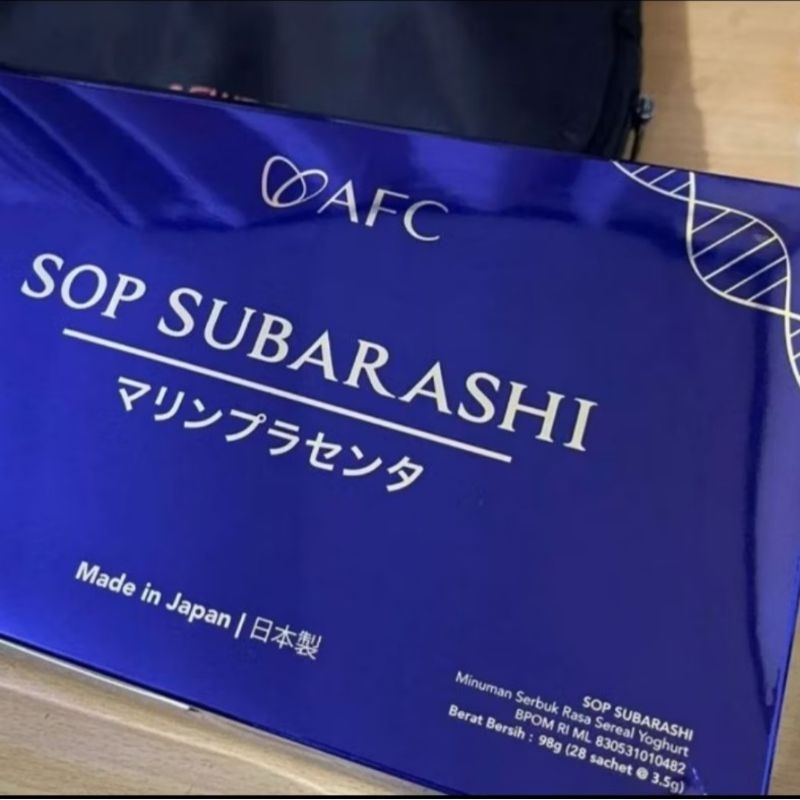 AFC
SOP SUBARASHI
マリンプラセンタ
Made in Japan | 日本製
SOP SUBARASHI
Minuman Serbuk Rasa Sereal Yoghurt
BPOM RI ML 830531010482
Berat Bersih : 98g (28 sachet @ 3.5g)